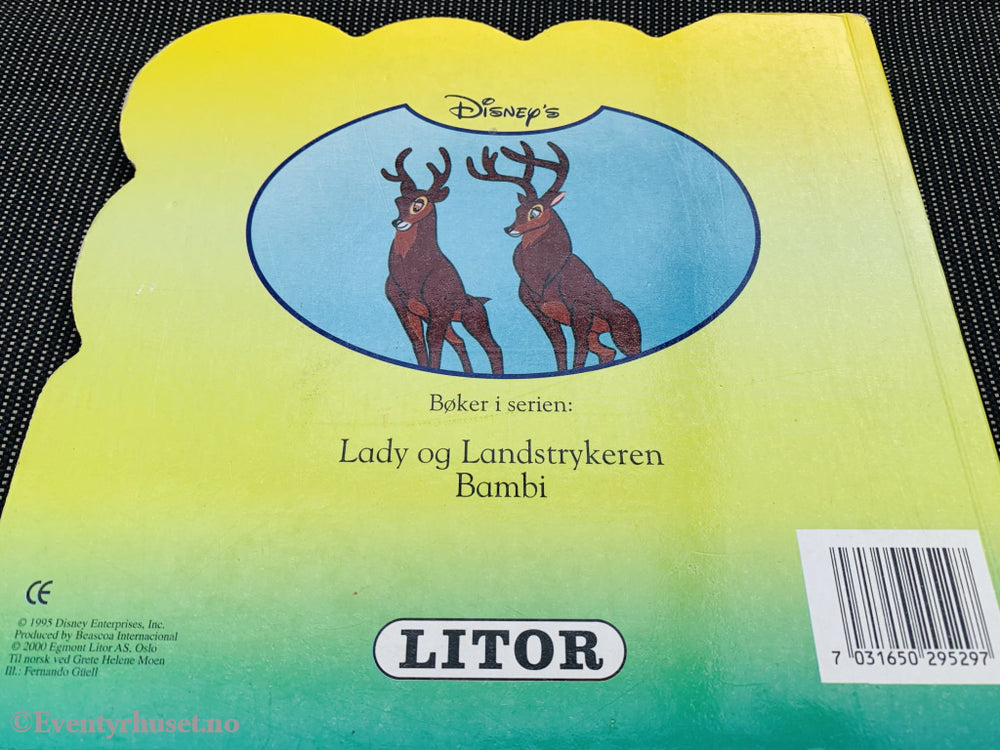 Disney's
Bøker i serien:
Lady og Landstrykeren
Bambi
CE
© 1995 Disney Enterprises, Inc.
Produced by Beascoa Internacional
© 2000 Egmont Litor AS, Oslo
Til norsk ved Grete Helene Moen
Ill.: Fernando Güell
LITOR
7 031650 295297
©Eventyrhuset.no